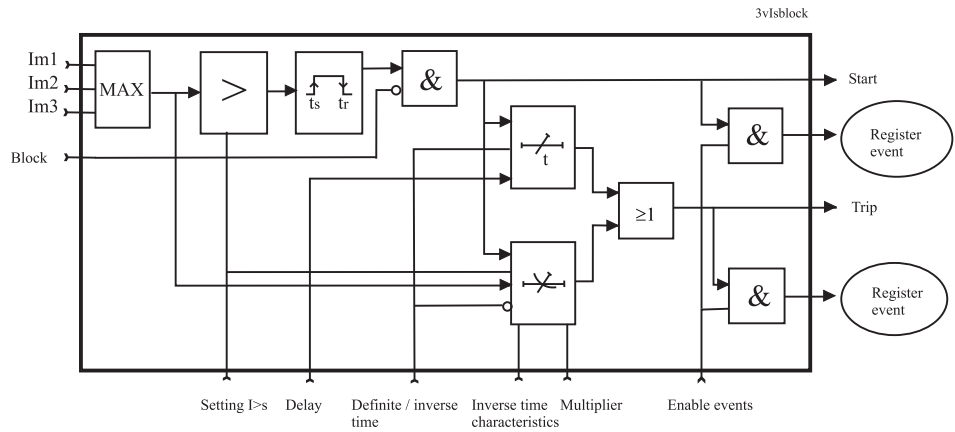 3vIsblock
Im1
Im2
Im3
MAX
>
ts tr
&
Start
Block
&
Register
event
t
≥1
Trip
&
Register
event
Setting I>s
Delay
Definite / inverse
time
Inverse time
characteristics
Multiplier
Enable events